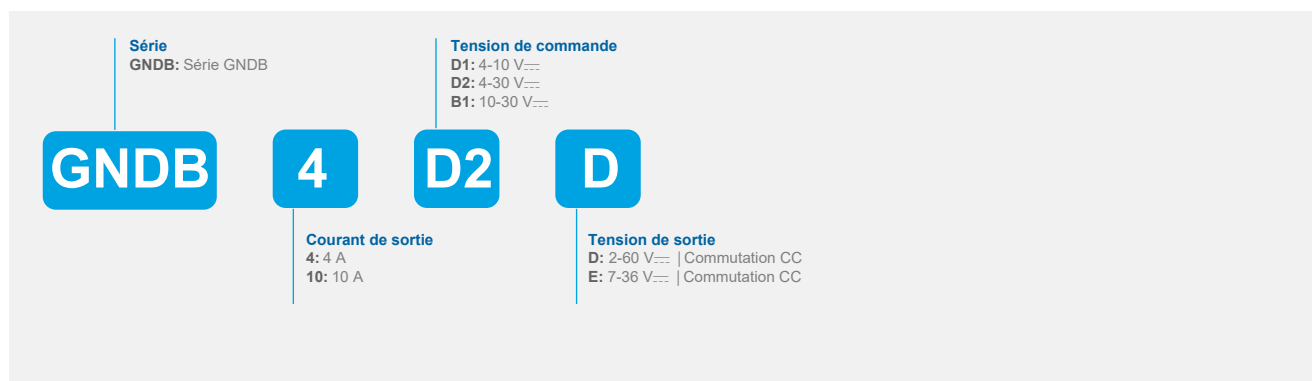 Série
GNDB: Série GNDB
Tension de commande
D1: 4-10 V⎓
D2: 4-30 V⎓
B1: 10-30 V⎓
GNDB 4 D2 D
Courant de sortie
4: 4 A
10: 10 A
Tension de sortie
D: 2-60 V⎓ | Commutation CC
E: 7-36 V⎓ | Commutation CC